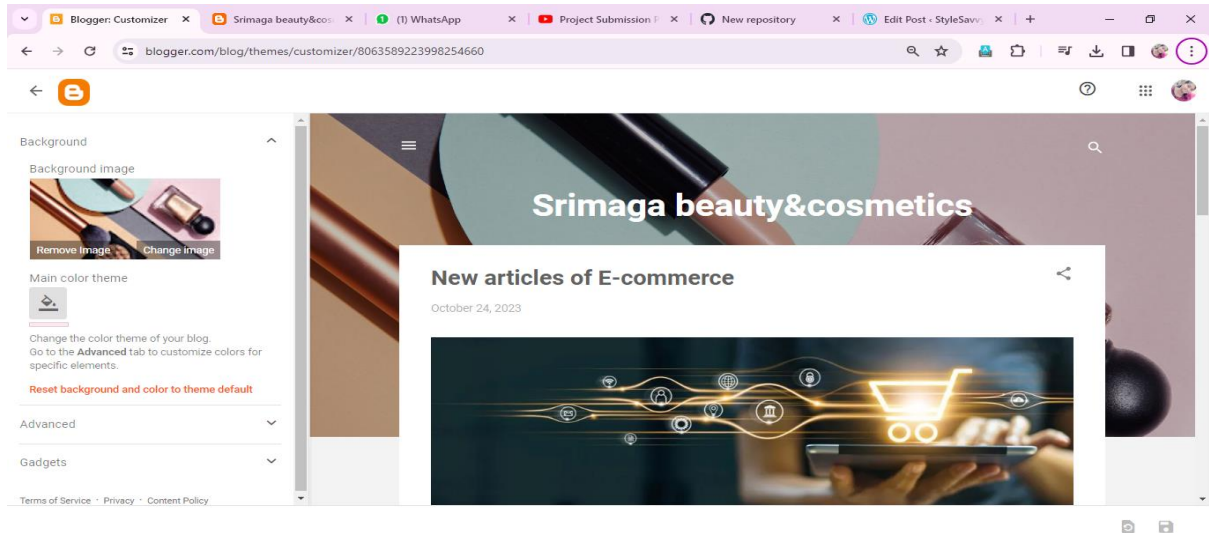 Blogger: Customizer
Srimaga beauty&cos
(1) WhatsApp
Project Submission P
New repository
Edit Post ‹ StyleSavvy
blogger.com/blog/themes/customizer/8063589223998254660
Background
Background image
Remove Image
Change image
Main color theme
Change the color theme of your blog.
Go to the Advanced tab to customize colors for
specific elements.
Reset background and color to theme default
Advanced
Gadgets
Terms of Service · Privacy · Content Policy
Srimaga beauty&cosmetics
New articles of E-commerce
October 24, 2023